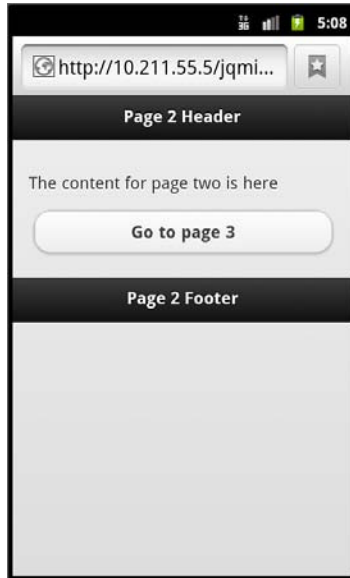 3G 5:08
http://10.211.55.5/jqmi...
Page 2 Header
The content for page two is here
Go to page 3
Page 2 Footer